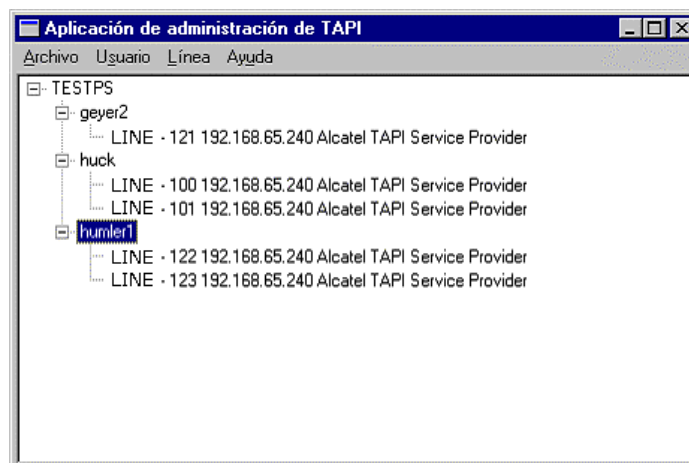 Aplicación de administración de TAPI
Archivo Usuario Línea Ayuda
TESTPS
geyer2
LINE - 121 192.168.65.240 Alcatel TAPI Service Provider
huck
LINE - 100 192.168.65.240 Alcatel TAPI Service Provider
LINE - 101 192.168.65.240 Alcatel TAPI Service Provider
humler1
LINE - 122 192.168.65.240 Alcatel TAPI Service Provider
LINE - 123 192.168.65.240 Alcatel TAPI Service Provider